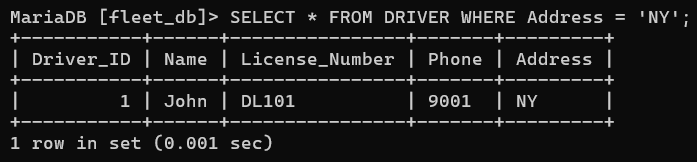 MariaDB [fleet_db]> SELECT * FROM DRIVER WHERE Address = 'NY';
+-----------+------+----------------+-------+---------+
| Driver_ID | Name | License_Number | Phone | Address |
+-----------+------+----------------+-------+---------+
|         1 | John | DL101          | 9001  | NY      |
+-----------+------+----------------+-------+---------+
1 row in set (0.001 sec)